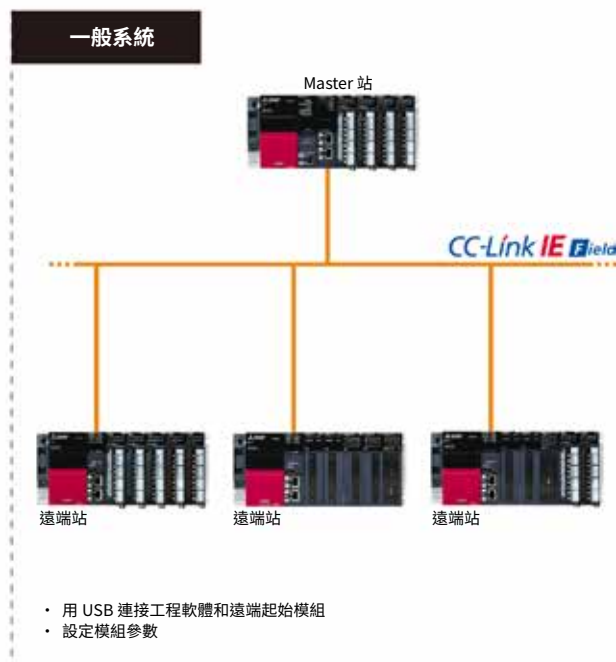 一般系統
Master 站
CC-Link IE Field
遠端站
遠端站
遠端站
・ 用 USB 連接工程軟體和遠端起始模組
・ 設定模組參數